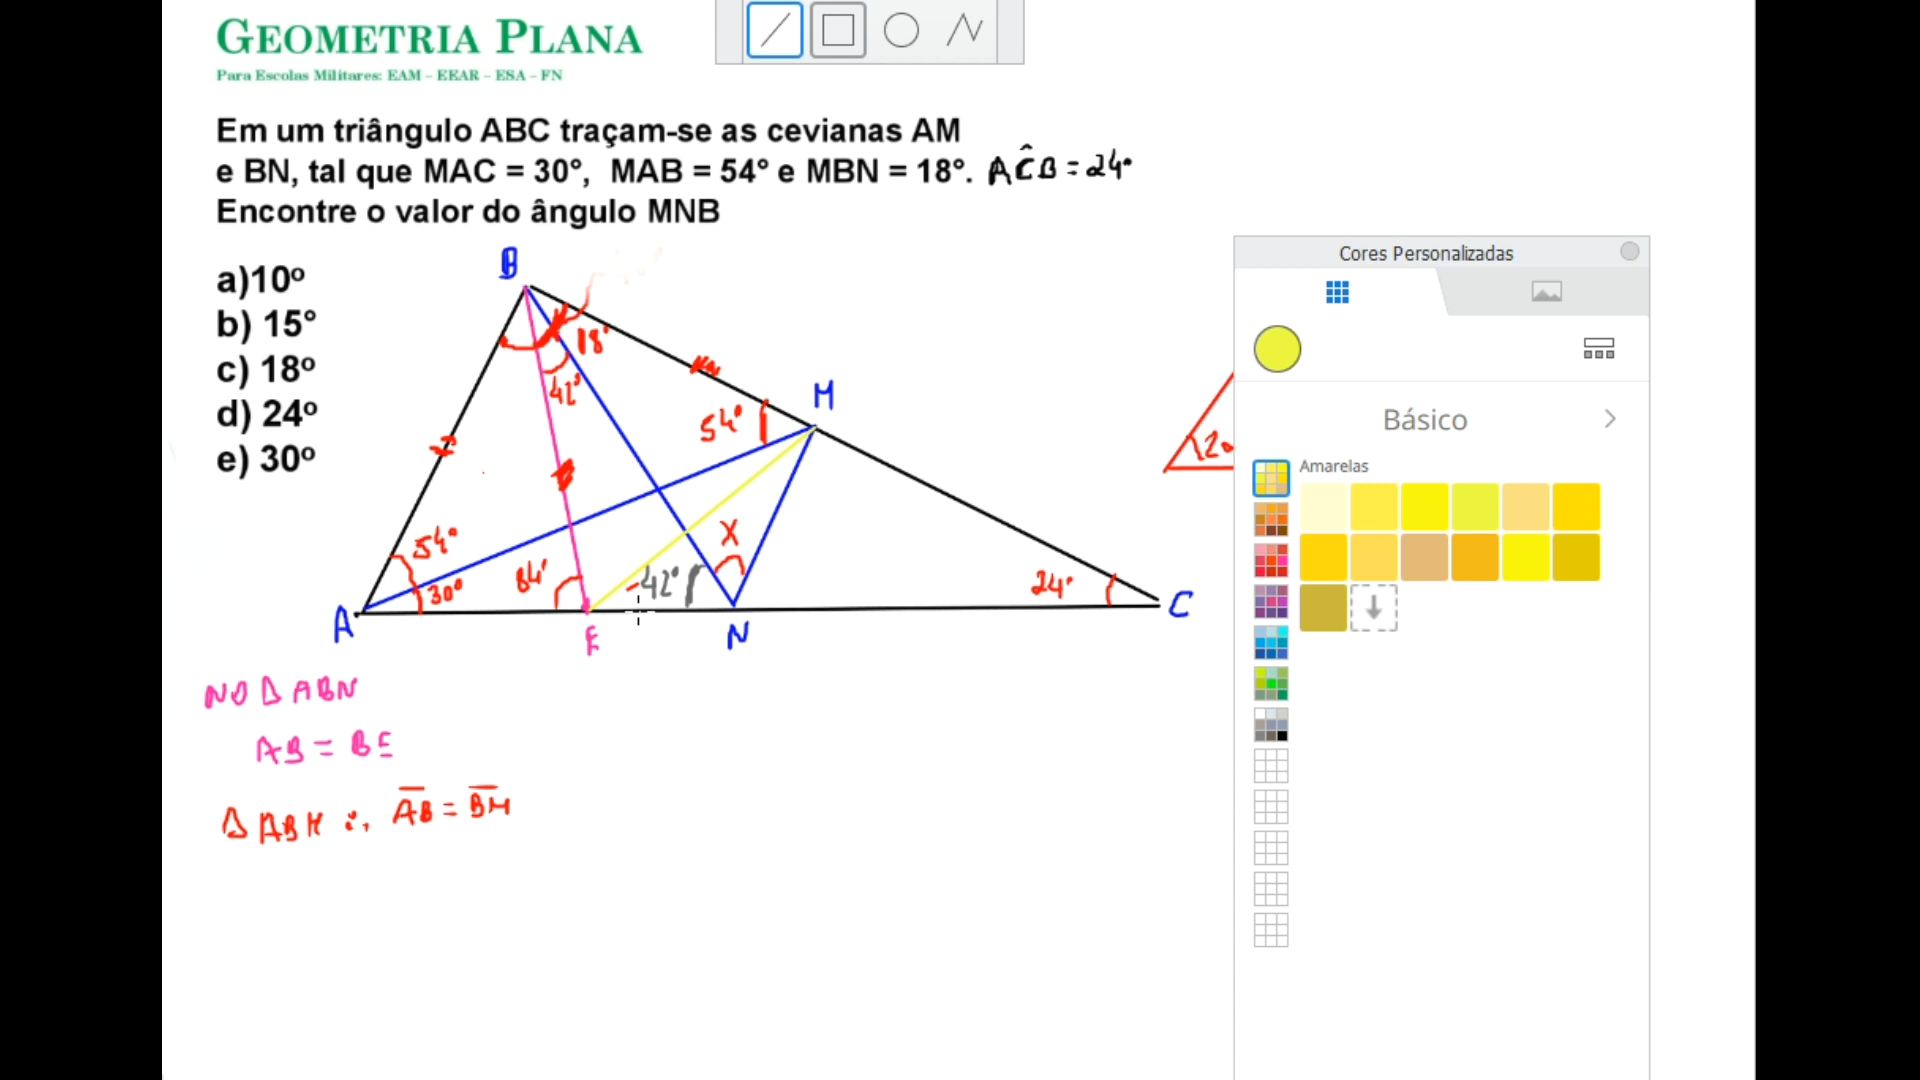 GEOMETRIA PLANA
Para Escolas Militares: EAM – EEAR – ESA – FN
Em um triângulo ABC traçam-se as cevianas AM
e BN, tal que MAC = 30°, MAB = 54° e MBN = 18°. AĈB = 24°
Encontre o valor do ângulo MNB
a)10º
b) 15°
c) 18º
d) 24º
e) 30º
B
18°
42°
M
54°
54°
30°
84°
42°
X
24°
A
E
N
C
NO Δ ABN
AB = BE
Δ ABM ∴ AB = BM
Cores Personalizadas
Básico
Amarelas